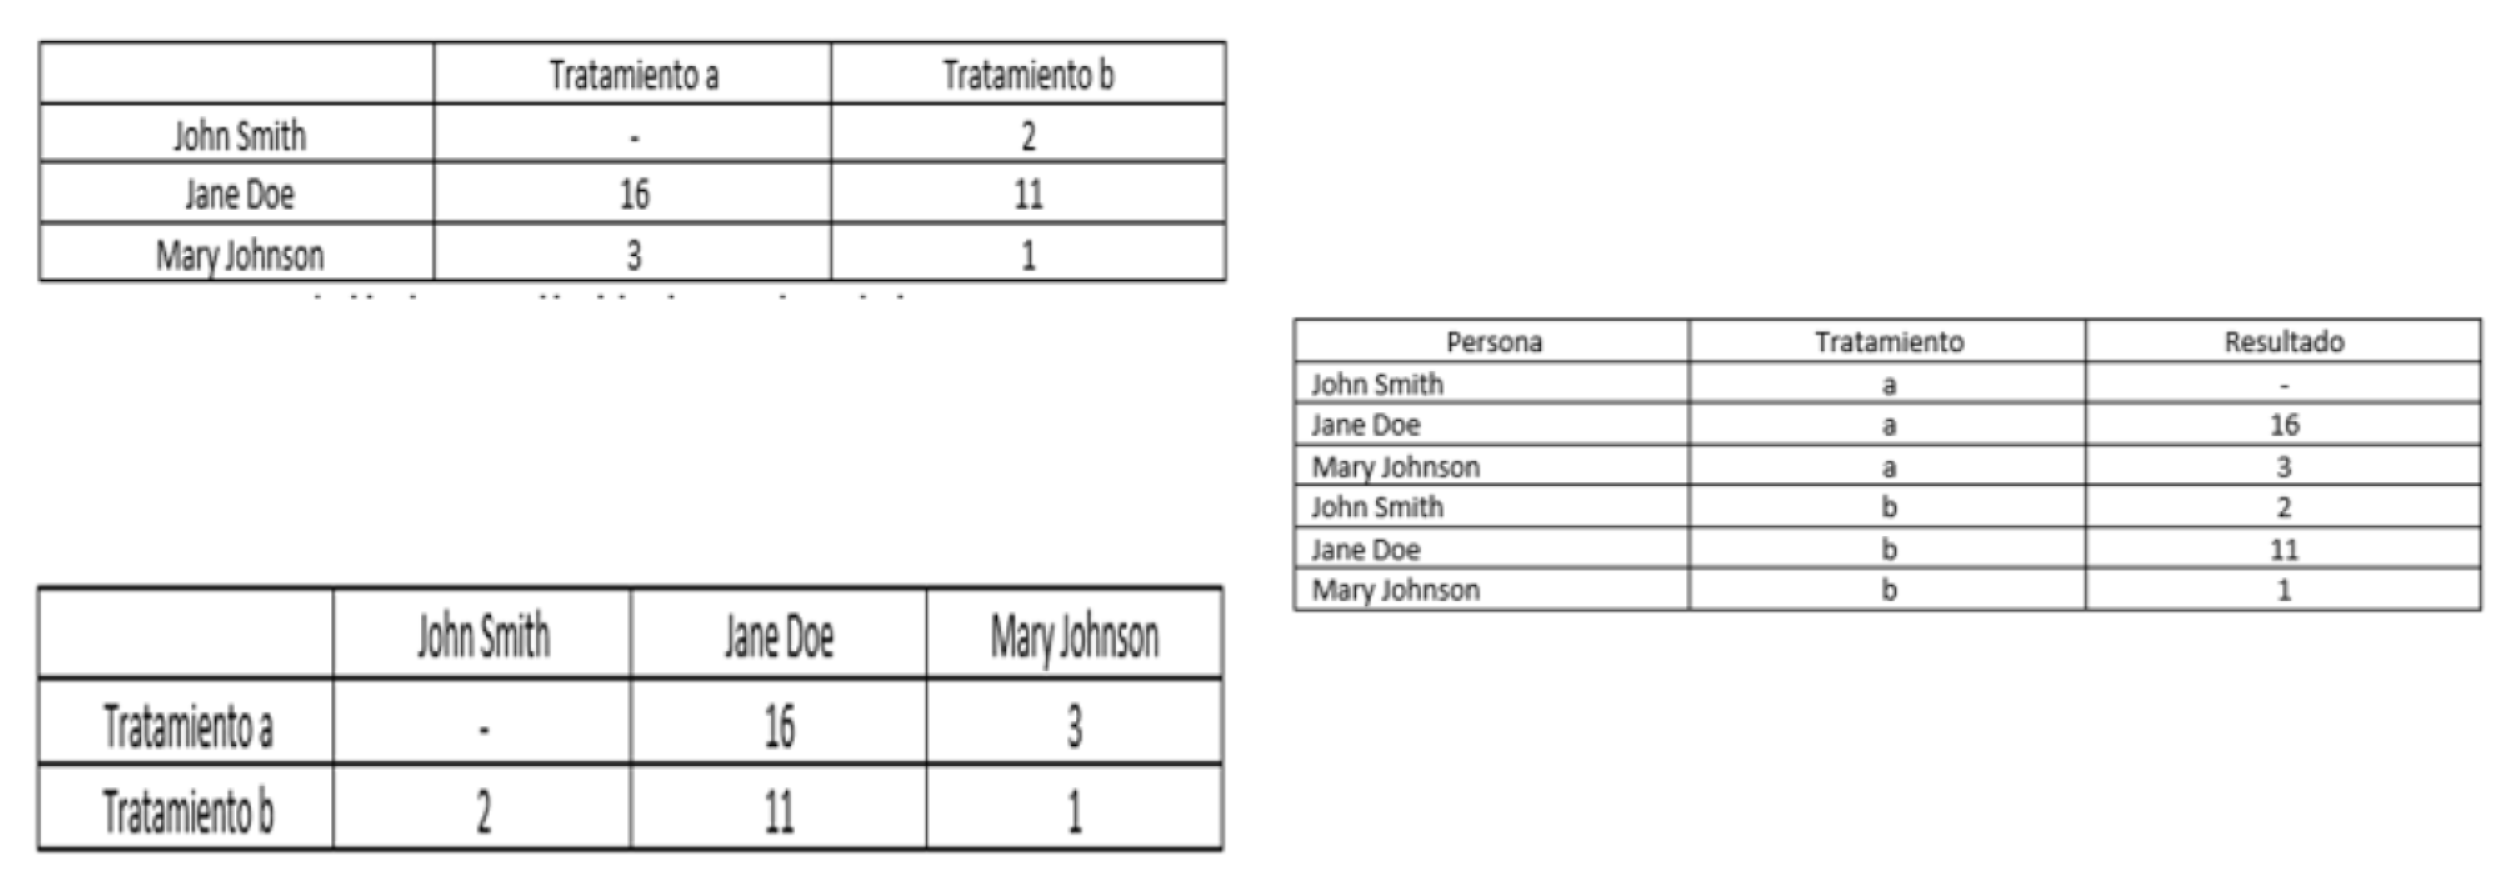 Tratamiento a Tratamiento b
John Smith - 2
Jane Doe 16 11
Mary Johnson 3 1
Persona Tratamiento Resultado
John Smith a -
Jane Doe a 16
Mary Johnson a 3
John Smith b 2
Jane Doe b 11
Mary Johnson b 1
John Smith Jane Doe Mary Johnson
Tratamiento a - 16 3
Tratamiento b 2 11 1